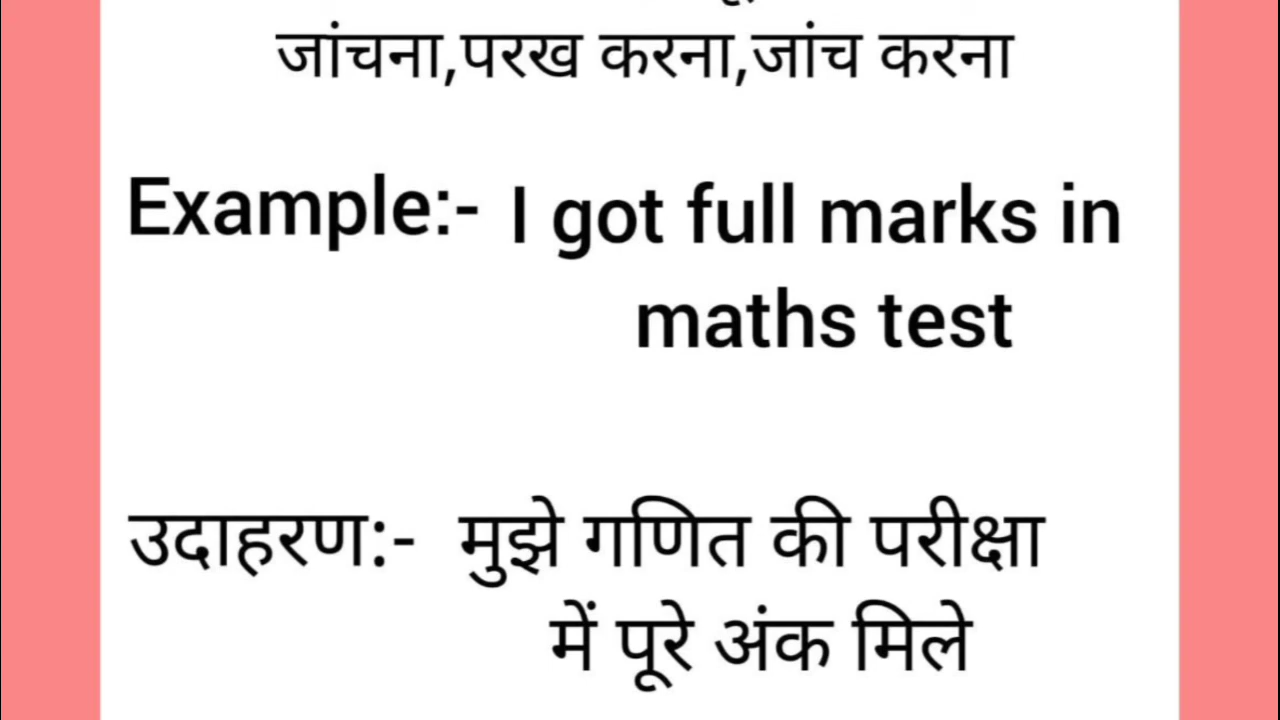 जांचना,परख करना,जांच करना
Example:- I got full marks in
maths test
उदाहरण:- मुझे गणित की परीक्षा
में पूरे अंक मिले